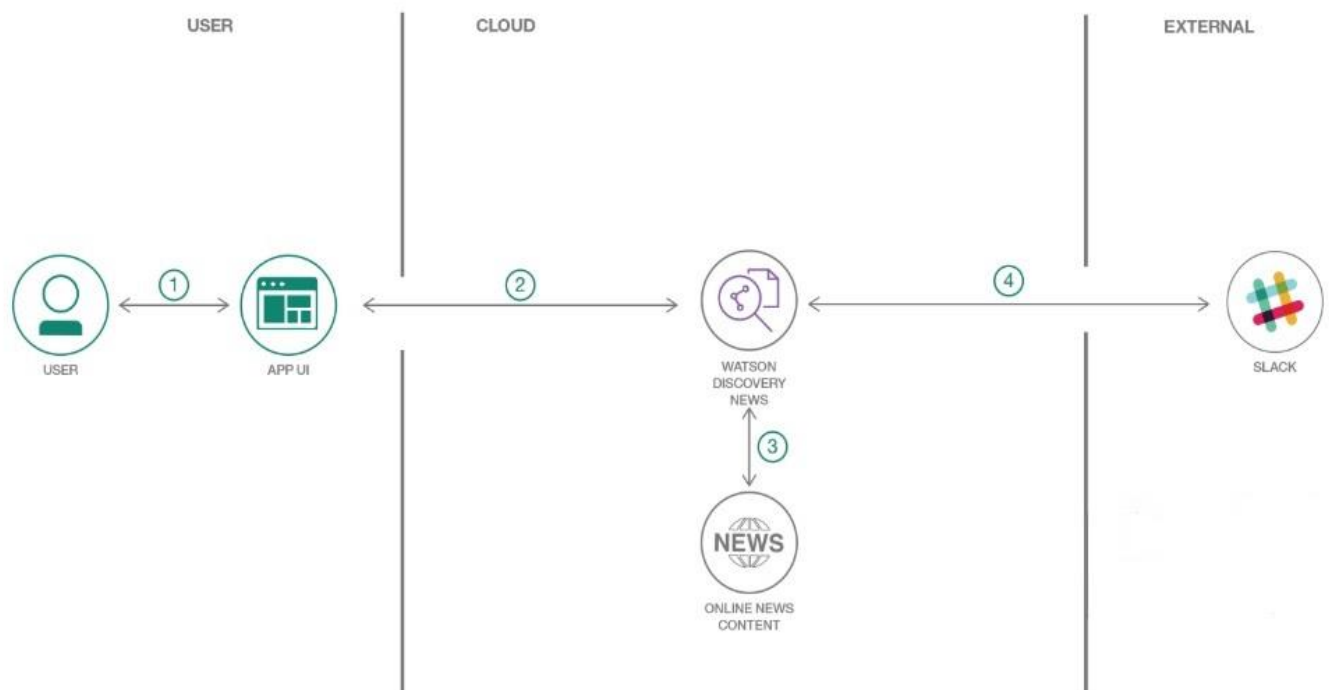 USER
CLOUD
EXTERNAL
1
2
4
USER
APP UI
WATSON
DISCOVERY
NEWS
SLACK
3
NEWS
ONLINE NEWS
CONTENT